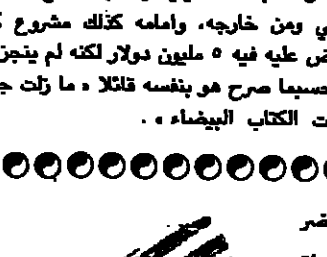 ي ومن خارجه، وامامه كذلك مشروع
ض عليه فيه ٥ مليون دولار لكنه لم ينجز
حسبما صرح هو بنفسه قائلا « ما زلت
ت الكتاب البيضاء » .